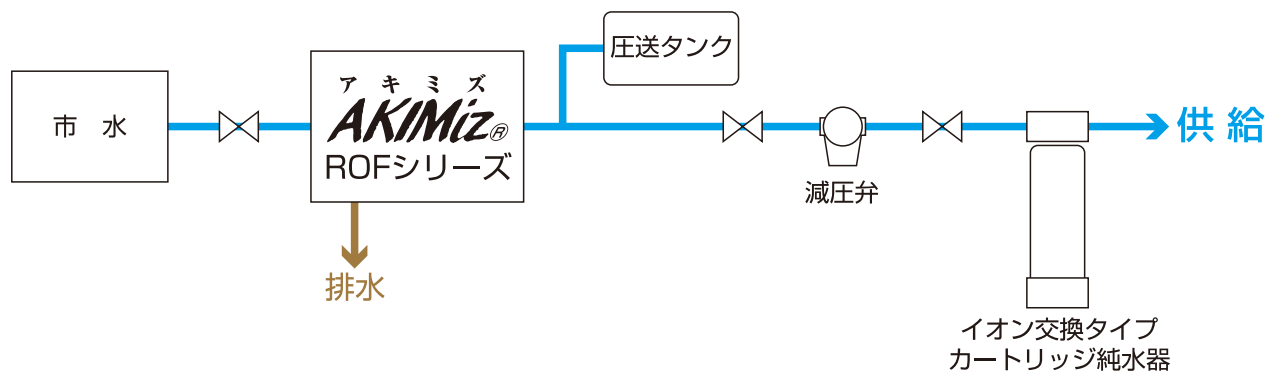 圧送タンク
市 水
アキミズ
AKIMiz®
ROFシリーズ
供給
減圧弁
排水
イオン交換タイプ
カートリッジ純水器